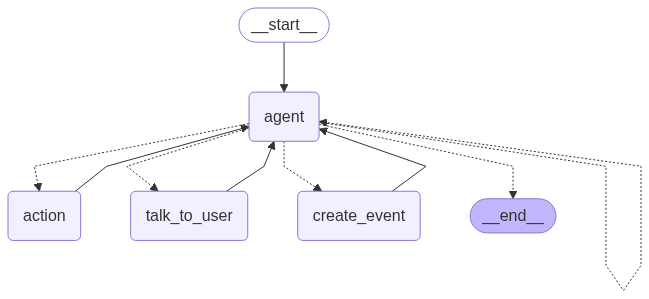 __start__
agent
action
talk_to_user
create_event
__end__